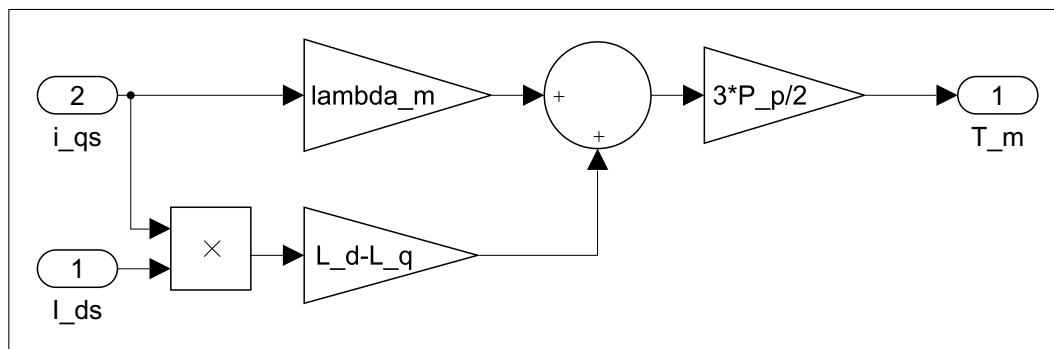 2
i_qs
lambda_m
+
+
3*P_p/2
1
T_m
1
I_ds
×
L_d-L_q